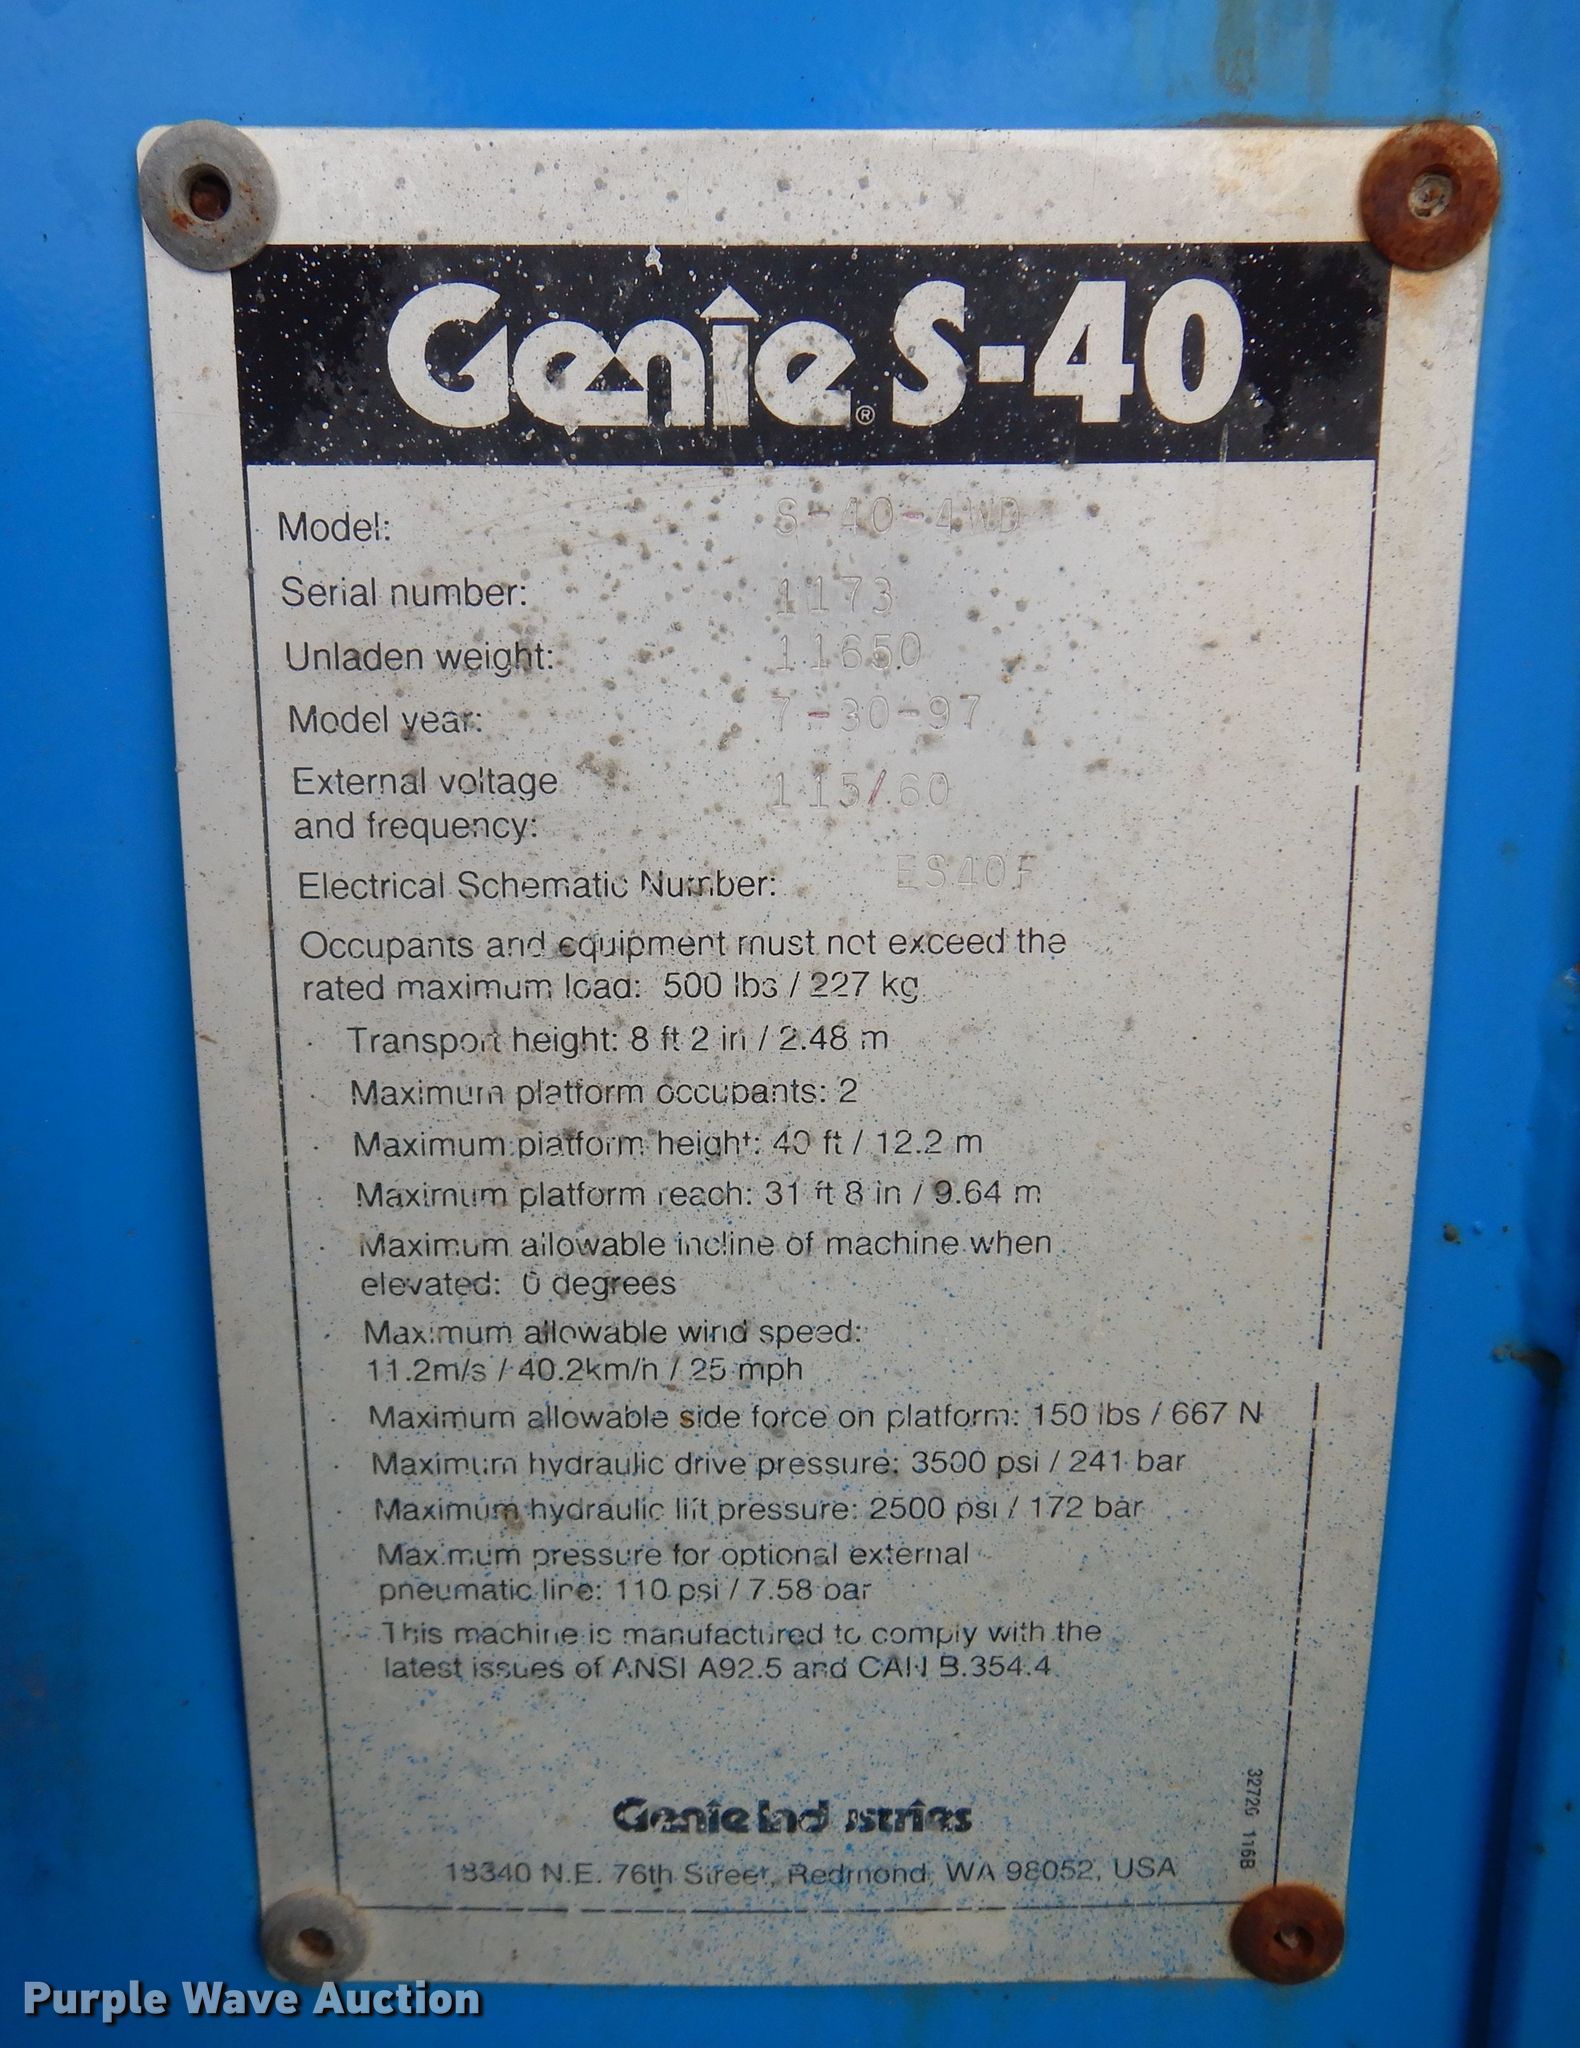 Genie® S-40
Model: S-40-4WD
Serial number: 1173
Unladen weight: 11650
Model year: 7-30-97
External voltage
and frequency: 115/60
Electrical Schematic Number: ES40F
Occupants and equipment must not exceed the
rated maximum load: 500 lbs / 227 kg
· Transport height: 8 ft 2 in / 2.48 m
· Maximum platform occupants: 2
· Maximum platform height: 40 ft / 12.2 m
· Maximum platform reach: 31 ft 8 in / 9.64 m
· Maximum allowable incline of machine when
elevated: 0 degrees
Maximum allowable wind speed:
11.2m/s / 40.2km/h / 25 mph
· Maximum allowable side force on platform: 150 lbs / 667 N
· Maximum hydraulic drive pressure: 3500 psi / 241 bar
· Maximum hydraulic lift pressure: 2500 psi / 172 bar
Maximum pressure for optional external
pneumatic line: 110 psi / 7.58 bar
· This machine is manufactured to comply with the
latest issues of ANSI A92.5 and CAN B.354.4
Genie Industries
18340 N.E. 76th Street, Redmond, WA 98052, USA
32720 116B
Purple Wave Auction